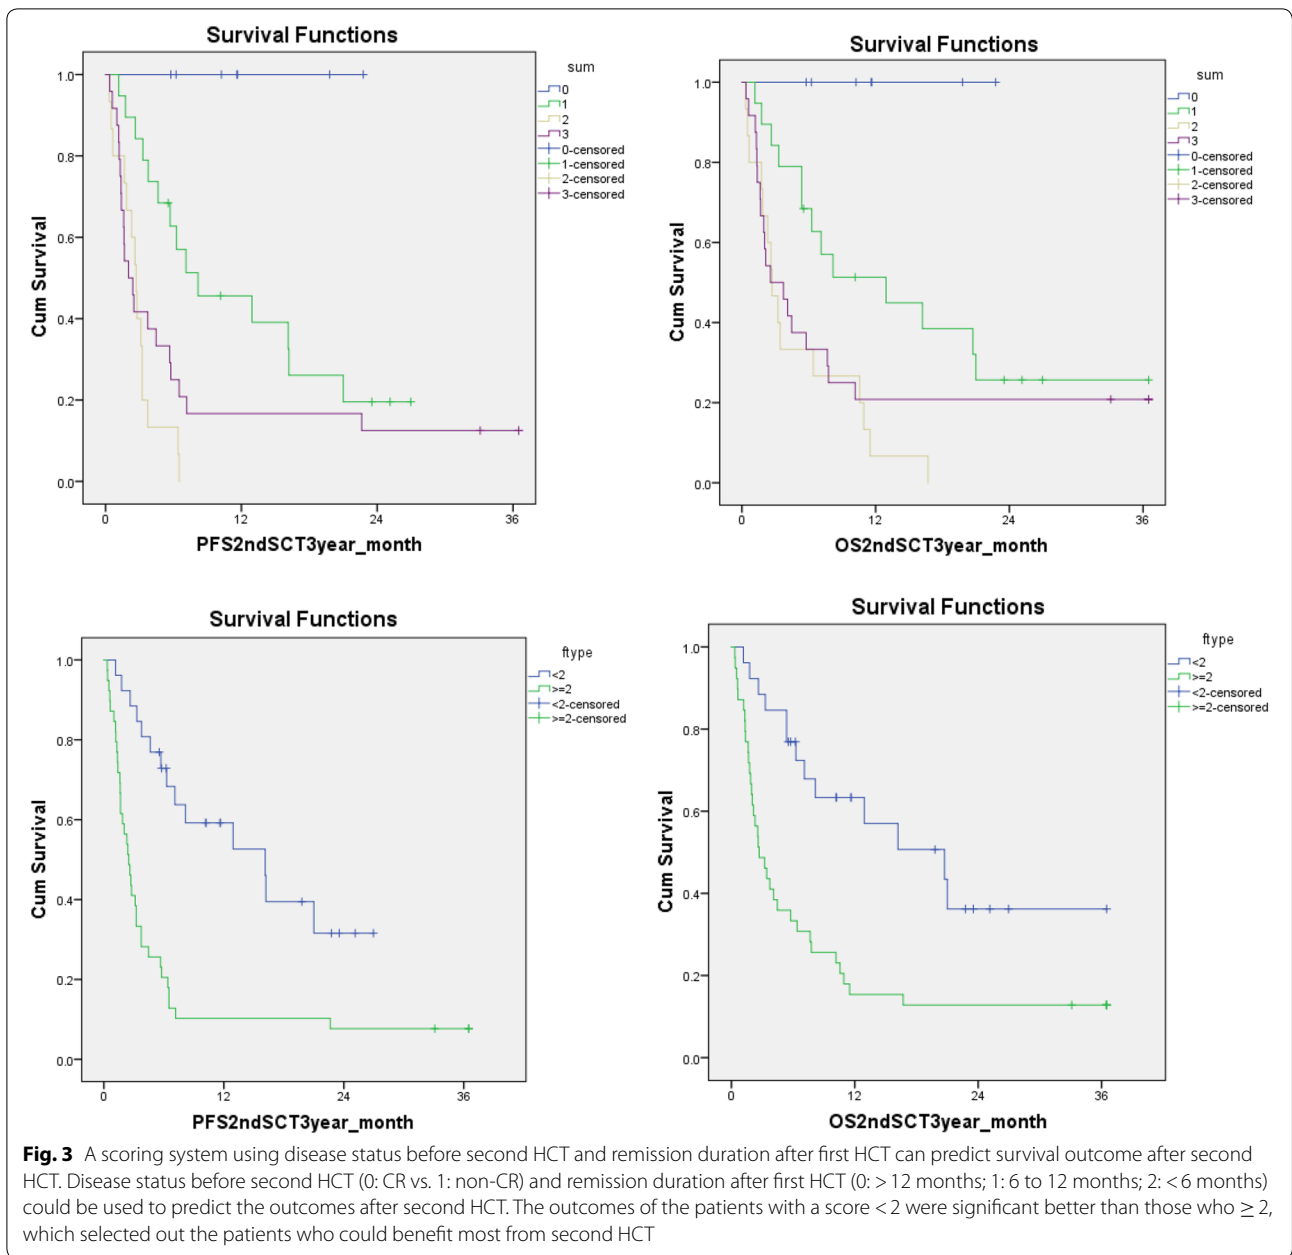 Survival Functions
sum
0
1
2
3
0-censored
1-censored
2-censored
3-censored
Cum Survival
1.0
0.8
0.6
0.4
0.2
0.0
0 12 24 36
PFS2ndSCT3year_month
Survival Functions
sum
0
1
2
3
0-censored
1-censored
2-censored
3-censored
Cum Survival
1.0
0.8
0.6
0.4
0.2
0.0
0 12 24 36
OS2ndSCT3year_month
Survival Functions
ftype
<2
>=2
<2-censored
>=2-censored
Cum Survival
1.0
0.8
0.6
0.4
0.2
0.0
0 12 24 36
PFS2ndSCT3year_month
Survival Functions
ftype
<2
>=2
<2-censored
>=2-censored
Cum Survival
1.0
0.8
0.6
0.4
0.2
0.0
0 12 24 36
OS2ndSCT3year_month
Fig. 3 A scoring system using disease status before second HCT and remission duration after first HCT can predict survival outcome after second
HCT. Disease status before second HCT (0: CR vs. 1: non-CR) and remission duration after first HCT (0: > 12 months; 1: 6 to 12 months; 2: < 6 months)
could be used to predict the outcomes after second HCT. The outcomes of the patients with a score < 2 were significant better than those who ≥ 2,
which selected out the patients who could benefit most from second HCT